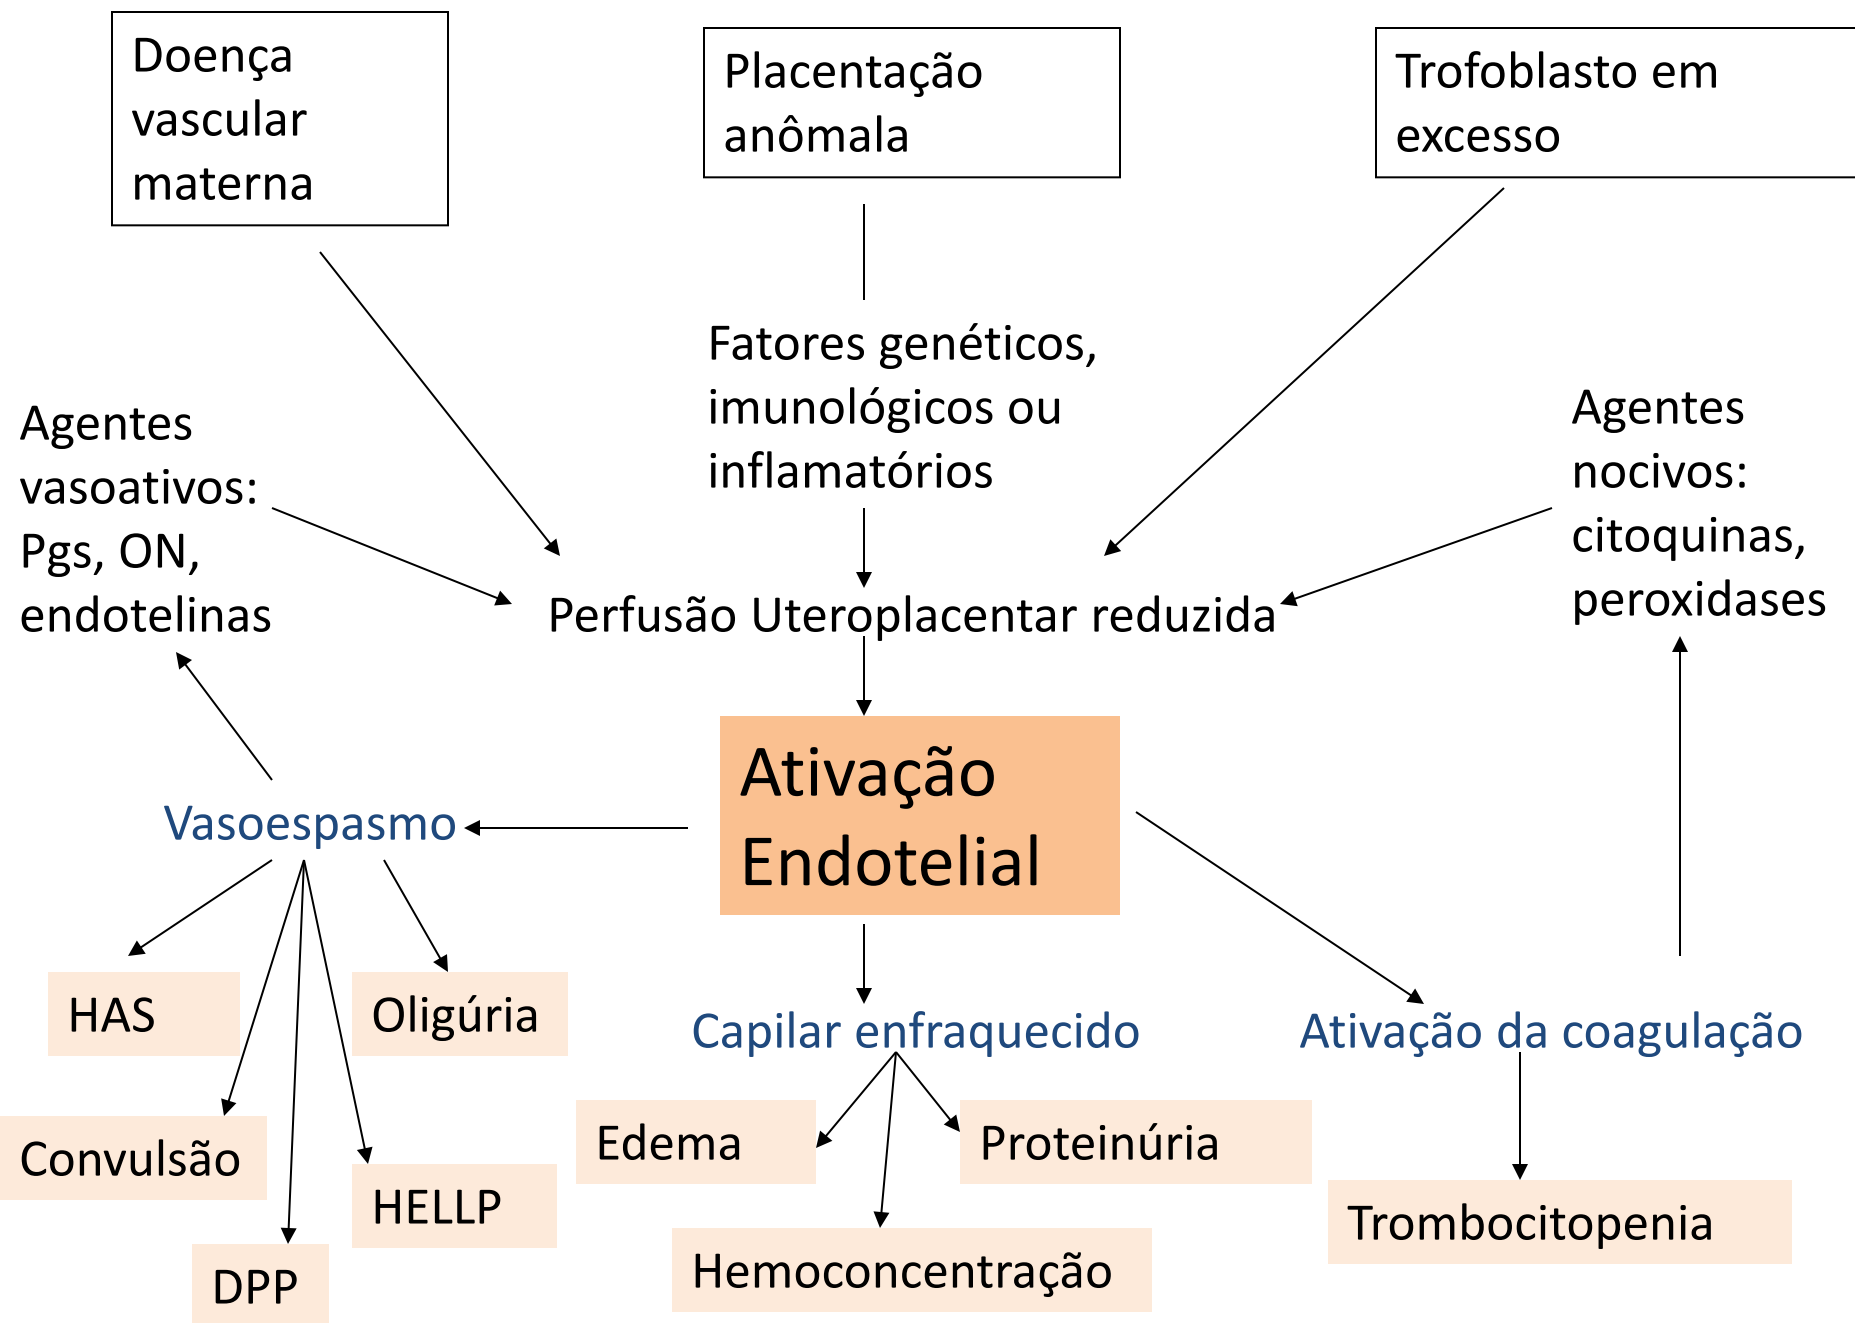 Doença
vascular
materna
Placentação
anômala
Trofoblasto em
excesso
Fatores genéticos,
imunológicos ou
inflamatórios
Agentes
vasoativos:
Pgs, ON,
endotelinas
Agentes
nocivos:
citoquinas,
peroxidases
Perfusão Uteroplacentar reduzida
Ativação
Endotelial
Vasoespasmo
HAS
Oligúria
Convulsão
HELLP
DPP
Capilar enfraquecido
Edema
Proteinúria
Hemoconcentração
Ativação da coagulação
Trombocitopenia